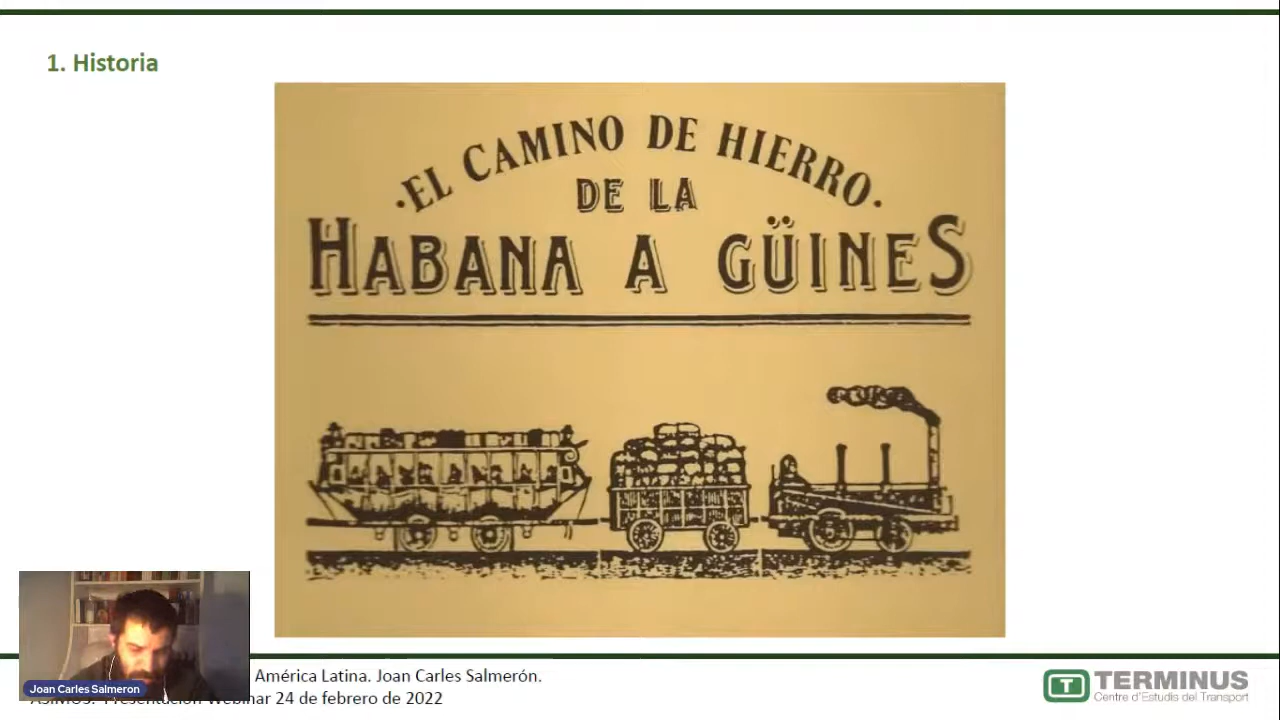 1. Historia
·EL CAMINO DE HIERRO·
DE LA
HABANA A GÜINES
Joan Carles Salmeron
América Latina. Joan Carles Salmerón.
Webinar 24 de febrero de 2022
T TERMINUS
Centre d'Estudis del Transport